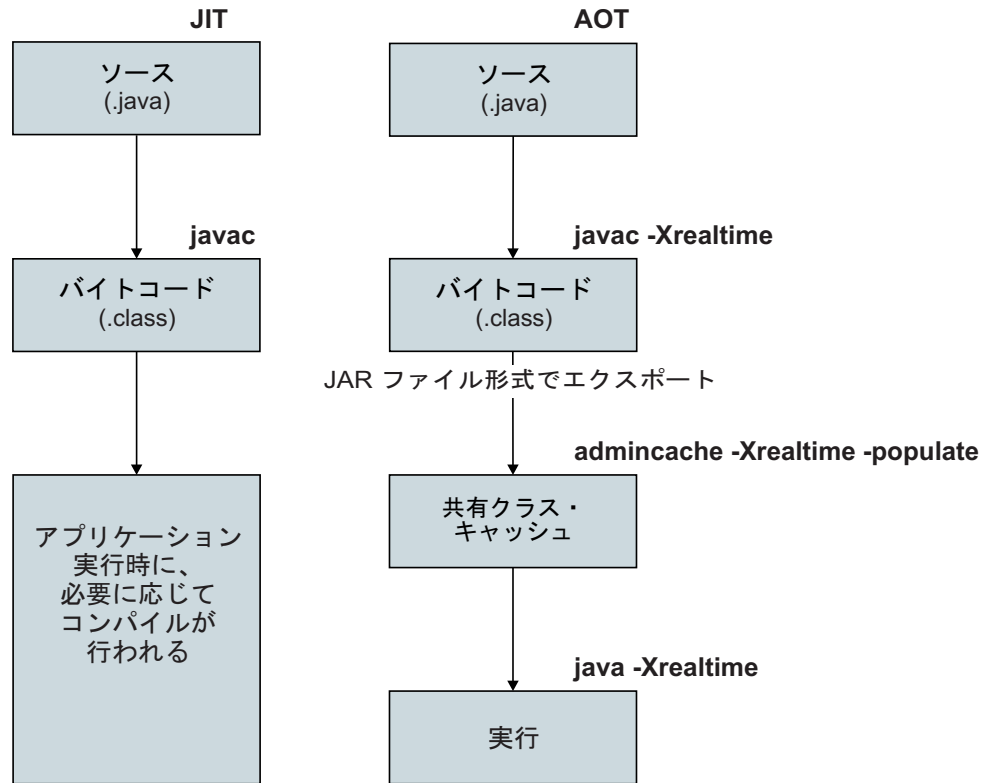 JIT
ソース
(.java)
javac
バイトコード
(.class)
アプリケーション
実行時に、
必要に応じて
コンパイルが
行われる
AOT
ソース
(.java)
javac -Xrealtime
バイトコード
(.class)
JAR ファイル形式でエクスポート
admincache -Xrealtime -populate
共有クラス・
キャッシュ
java -Xrealtime
実行